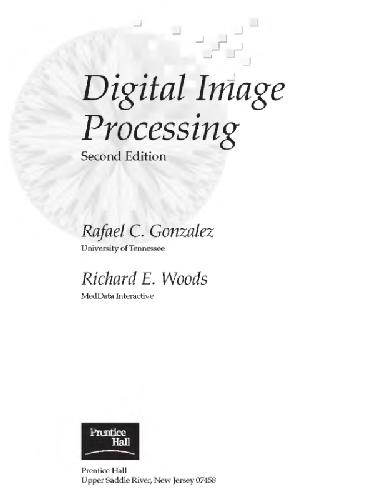 Digital Image
Processing
Second Edition
Rafael C. Gonzalez
University of Tennessee
Richard E. Woods
MedData Interactive
Prentice
Hall
Prentice Hall
Upper Saddle River, New Jersey 07458